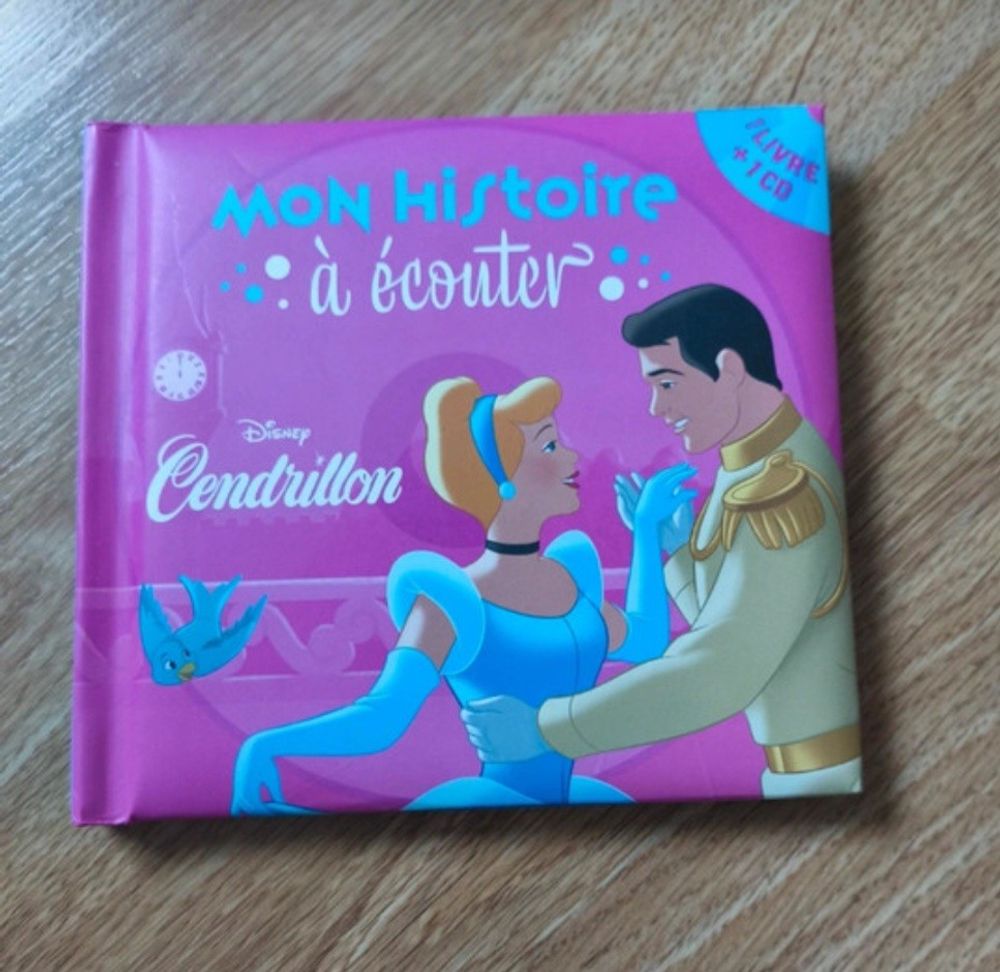 1 LIVRE
+ 1 CD
MON HiStoire
à écouter
Disney
Cendrillon